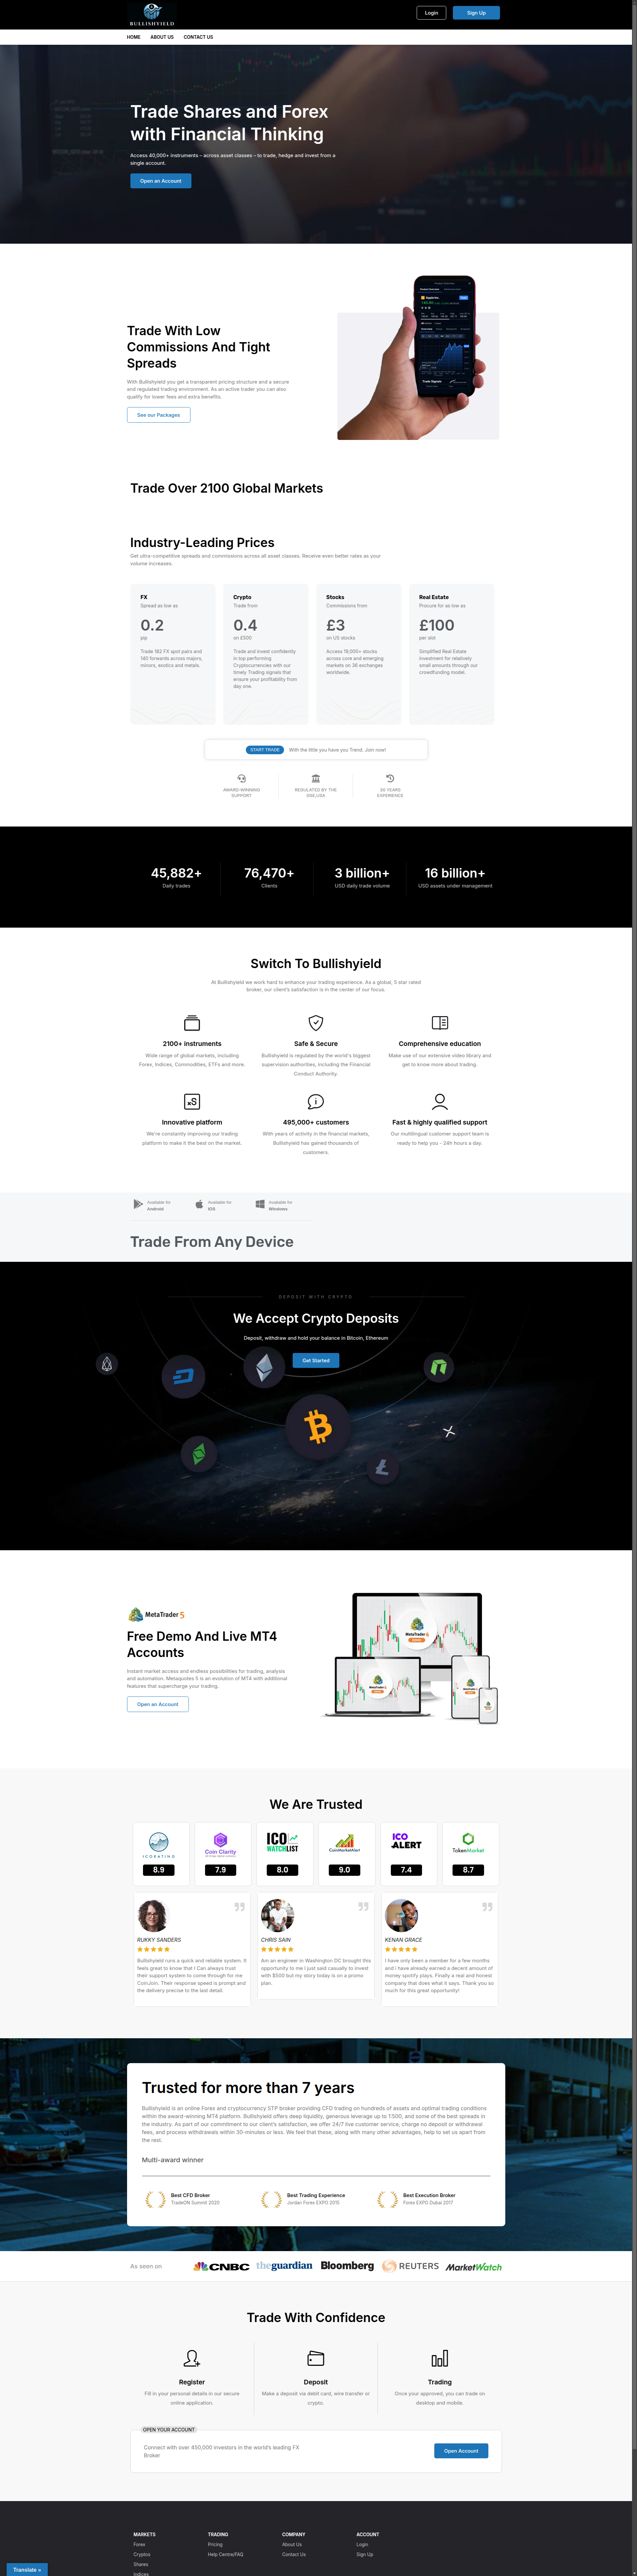 BULLISHYIELD
Login
Sign Up
HOME
ABOUT US
CONTACT US
Trade Shares and Forex
with Financial Thinking
Access 40,000+ instruments – across asset classes – to trade, hedge and invest from a
single account.
Open an Account
Trade With Low
Commissions And Tight
Spreads
With Bullishyield you get a transparent pricing structure and a secure
and regulated trading environment. As an active trader you can also
qualify for lower fees and extra benefits.
See our Packages
Trade Over 2100 Global Markets
Industry-Leading Prices
Get ultra-competitive spreads and commissions across all asset classes. Receive even better rates as your
volume increases.
FX
Spread as low as
0.2
pip
Trade 182 FX spot pairs and
140 forwards across majors,
minors, exotics and metals.
Crypto
Trade from
0.4
on £500
Trade and invest confidently
in top performing
Cryptocurrencies with our
timely Trading signals that
ensure your profitability from
day one.
Stocks
Commissions from
£3
on US stocks
Access 19,000+ stocks
across core and emerging
markets on 36 exchanges
worldwide.
Real Estate
Procure for as low as
£100
per slot
Simplified Real Estate
Investment for relatively
small amounts through our
crowdfunding model.
START TRADE
With the little you have you Trend. Join now!
AWARD-WINNING
SUPPORT
REGULATED BY THE
GSE,USA .
30 YEARS
EXPERIENCE
45,882+
Daily trades
76,470+
Clients
3 billion+
USD daily trade volume
16 billion+
USD assets under management
Switch To Bullishyield
At Bullishyield we work hard to enhance your trading experience. As a global, 5 star rated
broker, our client's satisfaction is in the center of our focus.
2100+ instruments
Wide range of global markets, including
Forex, Indices, Commodities, ETFs and more.
Safe & Secure
Bullishyield is regulated by the world's biggest
supervision authorities, including the Financial
Conduct Authority.
Comprehensive education
Make use of our extensive video library and
get to know more about trading.
Innovative platform
We're constantly improving our trading
platform to make it the best on the market.
495,000+ customers
With years of activity in the financial markets,
Bullishyield has gained thousands of
customers.
Fast & highly qualified support
Our multilingual customer support team is
ready to help you - 24h hours a day.
Available for
Android
Available for
IOS
Available for
Windows
Trade From Any Device
DEPOSIT WITH CRYPTO
We Accept Crypto Deposits
Deposit, withdraw and hold your balance in Bitcoin, Ethereum
Get Started
MetaTrader 5
Free Demo And Live MT4
Accounts
Instant market access and endless possibilities for trading, analysis
and automation. Metaquotes 5 is an evolution of MT4 with additional
features that supercharge your trading.
Open an Account
We Are Trusted
ICORATING
8.9
Coin Clarity
7.9
ICO
WATCHLIST
8.0
CoinMarketAlert
9.0
ICO
ALERT
7.4
TokenMarket
8.7
RUKKY SANDERS
Bullishyield runs a quick and reliable system. It
feels great to know that I Can always trust
their support system to come through for me
CoinJoin. Their response speed is prompt and
the delivery precise to the last detail.
CHRIS SAIN
Am an engineer in Washington DC brought this
opportunity to me I just said casually to invest
with $500 but my story today is on a promo
plan.
KENAN GRACE
I have only been a member for a few months
and i have already earned a decent amount of
money spotify plays. Finally a real and honest
company that does what it says. Thank you so
much for this great opportunity!
Trusted for more than 7 years
Bullishyield is an online Forex and cryptocurrency STP broker providing CFD trading on hundreds of assets and optimal trading conditions
within the award-winning MT4 platform. Bullishyield offers deep liquidity, generous leverage up to 1:500, and some of the best spreads in
the industry. As part of our commitment to our client's satisfaction, we offer 24/7 live customer service, charge no deposit or withdrawal
fees, and process withdrawals within 30-minutes or less. We feel that these, along with many other advantages, help to set us apart from
the rest.
Multi-award winner
Best CFD Broker
TradeON Summit 2020
Best Trading Experience
Jordan Forex EXPO 2015
Best Execution Broker
Forex EXPO Dubai 2017
As seen on
CNBC
theguardian
Bloomberg
REUTERS
MarketWatch
Trade With Confidence
Register
Fill in your personal details in our secure
online application.
Deposit
Make a deposit via debit card, wire transfer or
crypto.
Trading
Once your approved, you can trade on
desktop and mobile.
OPEN YOUR ACCOUNT
Connect with over 450,000 investors in the world's leading FX
Broker
Open Account
MARKETS
Forex
Cryptos
Shares
Indices
TRADING
Pricing
Help Centre/FAQ
COMPANY
About Us
Contact Us
ACCOUNT
Login
Sign Up
Translate »